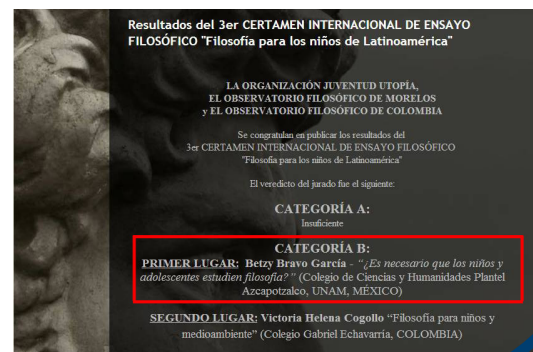 Resultados del 3er CERTAMEN INTERNACIONAL DE ENSAYO
FILOSÓFICO "Filosofía para los niños de Latinoamérica"
LA ORGANIZACIÓN JUVENTUD UTOPÍA,
EL OBSERVATORIO FILOSÓFICO DE MORELOS
y EL OBSERVATORIO FILOSÓFICO DE COLOMBIA
Se congratulan en publicar los resultados del
3er CERTAMEN INTERNACIONAL DE ENSAYO FILOSÓFICO
"Filosofía para los niños de Latinoamérica"
El veredicto del jurado fue el siguiente:
CATEGORÍA A:
Insuficiente
CATEGORÍA B:
PRIMER LUGAR: Betzy Bravo García - “¿Es necesario que los niños y
adolescentes estudien filosofía?” (Colegio de Ciencias y Humanidades Plantel
Azcapotzalco, UNAM, MÉXICO)
SEGUNDO LUGAR: Victoria Helena Cogollo “Filosofía para niños y
medioambiente” (Colegio Gabriel Echavarría, COLOMBIA)